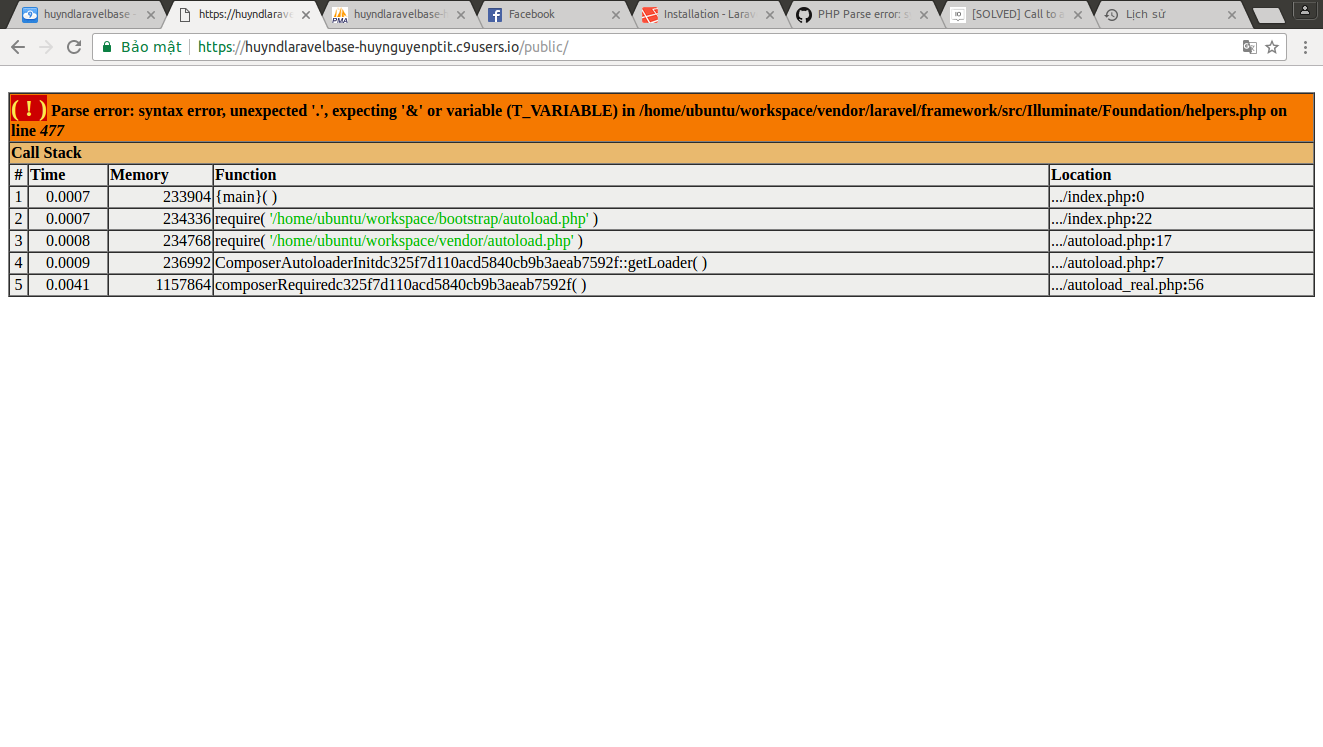 huyndlaravelbase - https://huyndlarave huyndlaravelbase- Facebook Installation - Larav PHP Parse error: s [SOLVED] Call to a Lịch sử
Bảo mật https://huyndlaravelbase-huynguyenptit.c9users.io/public/
( ! ) Parse error: syntax error, unexpected '.', expecting '&' or variable (T_VARIABLE) in /home/ubuntu/workspace/vendor/laravel/framework/src/Illuminate/Foundation/helpers.php on
line 477
Call Stack
# Time Memory Function Location
1 0.0007 233904 {main}( ) .../index.php:0
2 0.0007 234336 require( '/home/ubuntu/workspace/bootstrap/autoload.php' ) .../index.php:22
3 0.0008 234768 require( '/home/ubuntu/workspace/vendor/autoload.php' ) .../autoload.php:17
4 0.0009 236992 ComposerAutoloaderInitdc325f7d110acd5840cb9b3aeab7592f::getLoader( ) .../autoload.php:7
5 0.0041 1157864 composerRequiredc325f7d110acd5840cb9b3aeab7592f( ) .../autoload_real.php:56